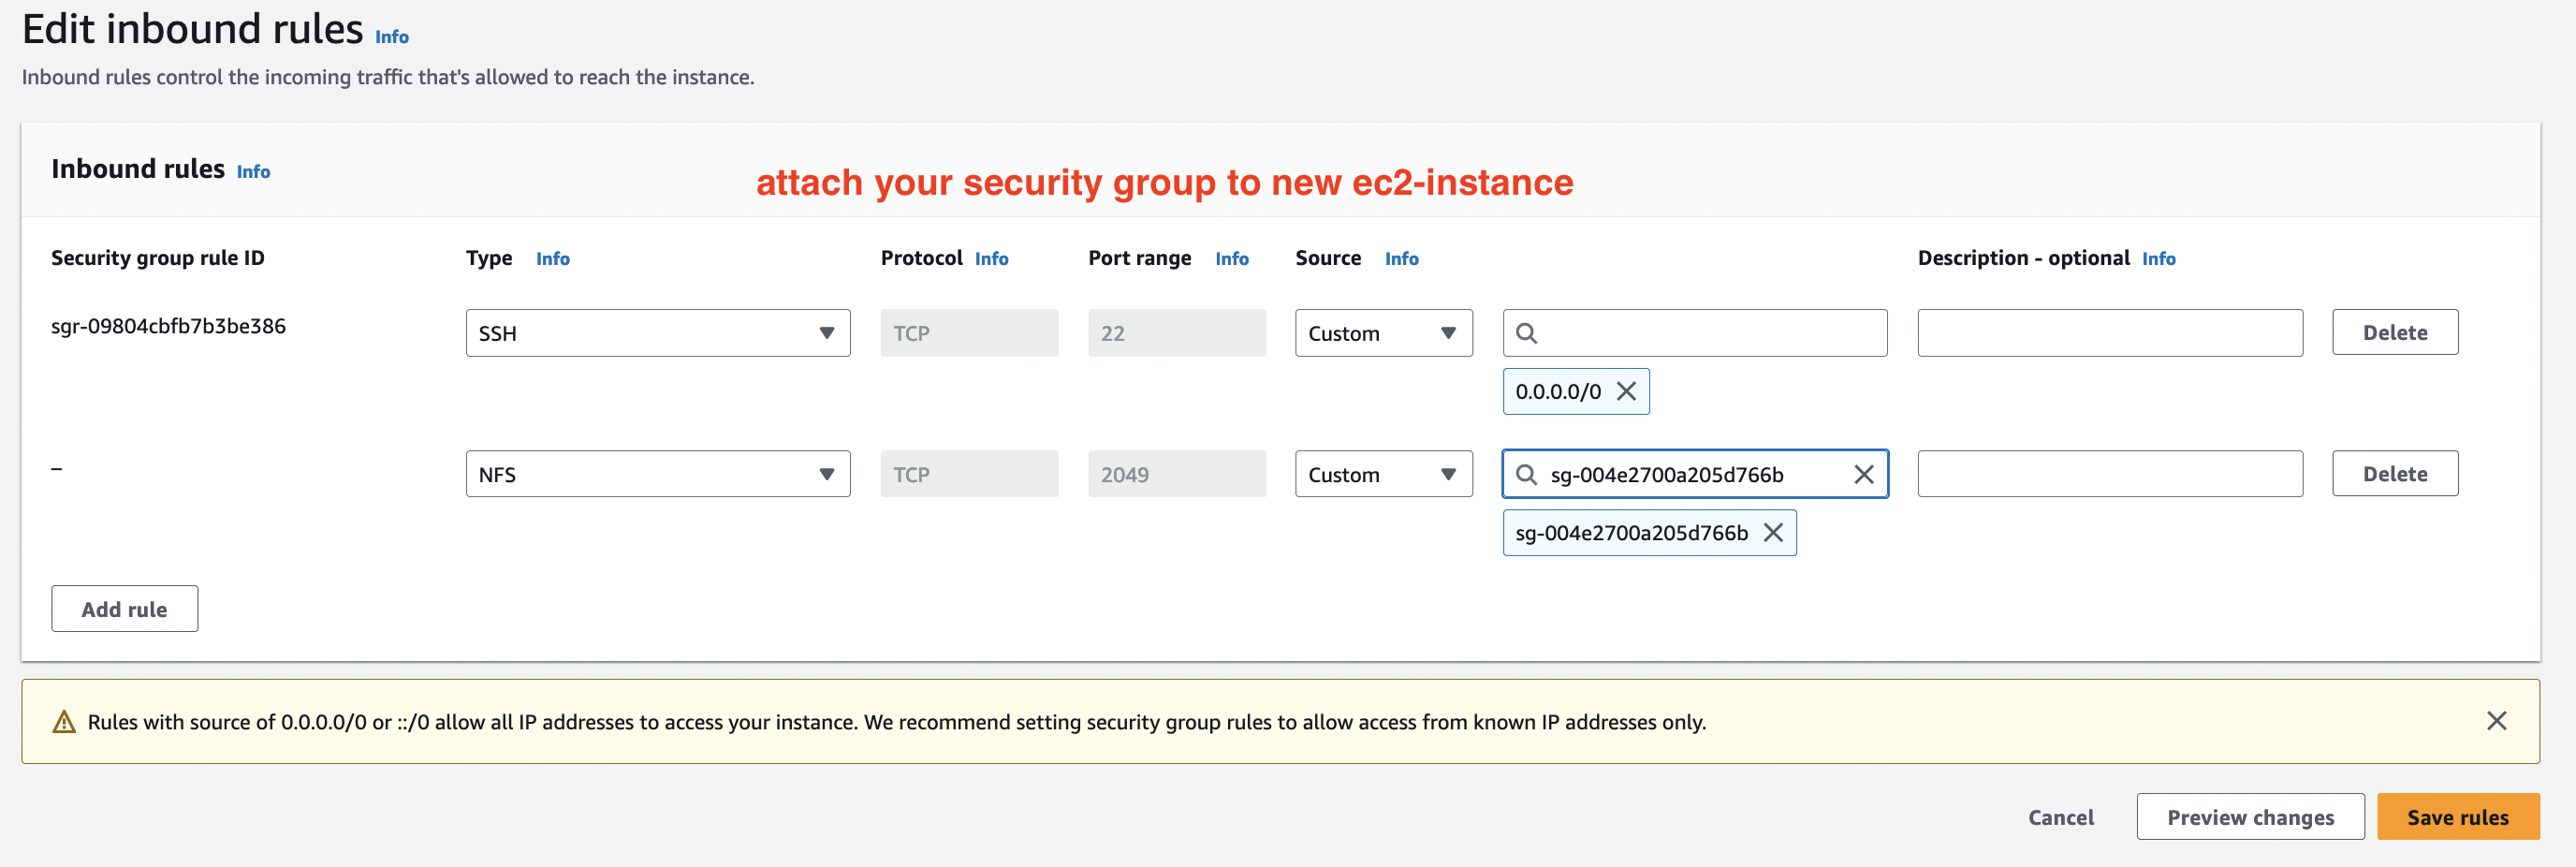 Edit inbound rules Info
Inbound rules control the incoming traffic that's allowed to reach the instance.
Inbound rules Info
attach your security group to new ec2-instance
Security group rule ID Type Info Protocol Info Port range Info Source Info Description - optional Info
sgr-09804cbfb7b3be386 SSH TCP 22 Custom Delete
0.0.0.0/0
– NFS TCP 2049 Custom sg-004e2700a205d766b Delete
sg-004e2700a205d766b
Add rule
Rules with source of 0.0.0.0/0 or ::/0 allow all IP addresses to access your instance. We recommend setting security group rules to allow access from known IP addresses only.
Cancel Preview changes Save rules